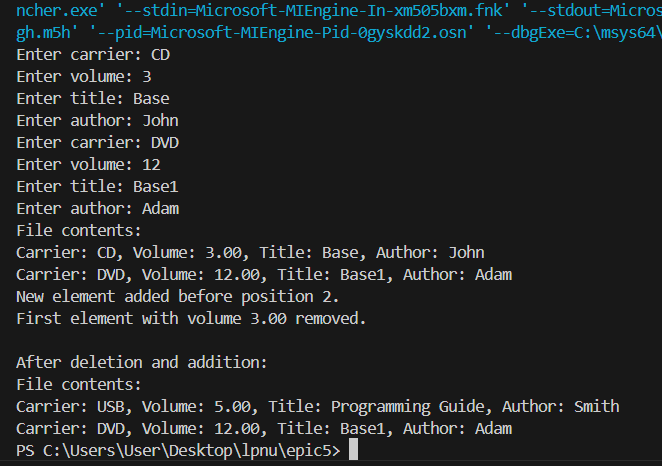 ncher.exe' '--stdin=Microsoft-MIEngine-In-xm505bxm.fnk' '--stdout=Micros
gh.m5h' '--pid=Microsoft-MIEngine-Pid-0gyskdd2.osn' '--dbgExe=C:\msys64\
Enter carrier: CD
Enter volume: 3
Enter title: Base
Enter author: John
Enter carrier: DVD
Enter volume: 12
Enter title: Base1
Enter author: Adam
File contents:
Carrier: CD, Volume: 3.00, Title: Base, Author: John
Carrier: DVD, Volume: 12.00, Title: Base1, Author: Adam
New element added before position 2.
First element with volume 3.00 removed.

After deletion and addition:
File contents:
Carrier: USB, Volume: 5.00, Title: Programming Guide, Author: Smith
Carrier: DVD, Volume: 12.00, Title: Base1, Author: Adam
PS C:\Users\User\Desktop\lpnu\epic5>